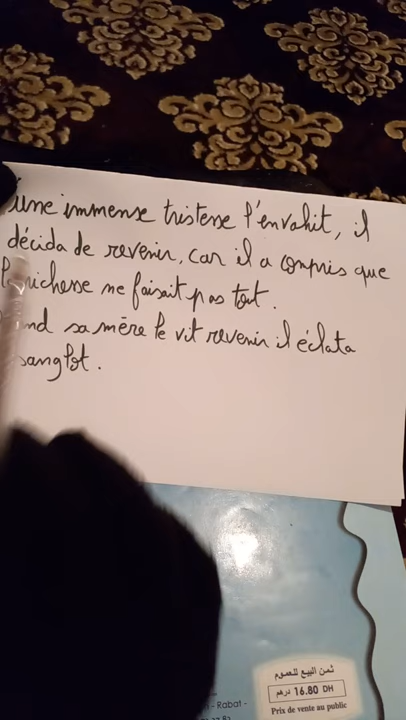 une immense tristesse l'envahit, il
décida de revenir, car il a compris que
richesse ne faisait pas tout.
sa mère le vit revenir il éclata
sanglot.
ثمن البيع للعموم
16.80 DH درهم
Prix de vente au public
- Rabat -